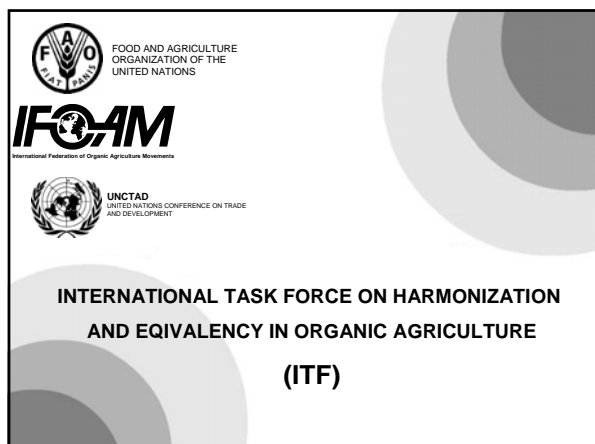 FAO
FIAT PANIS
FOOD AND AGRICULTURE
ORGANIZATION OF THE
UNITED NATIONS
IFOAM
International Federation of Organic Agriculture Movements
UNCTAD
UNITED NATIONS CONFERENCE ON TRADE
AND DEVELOPMENT
INTERNATIONAL TASK FORCE ON HARMONIZATION
AND EQIVALENCY IN ORGANIC AGRICULTURE
(ITF)